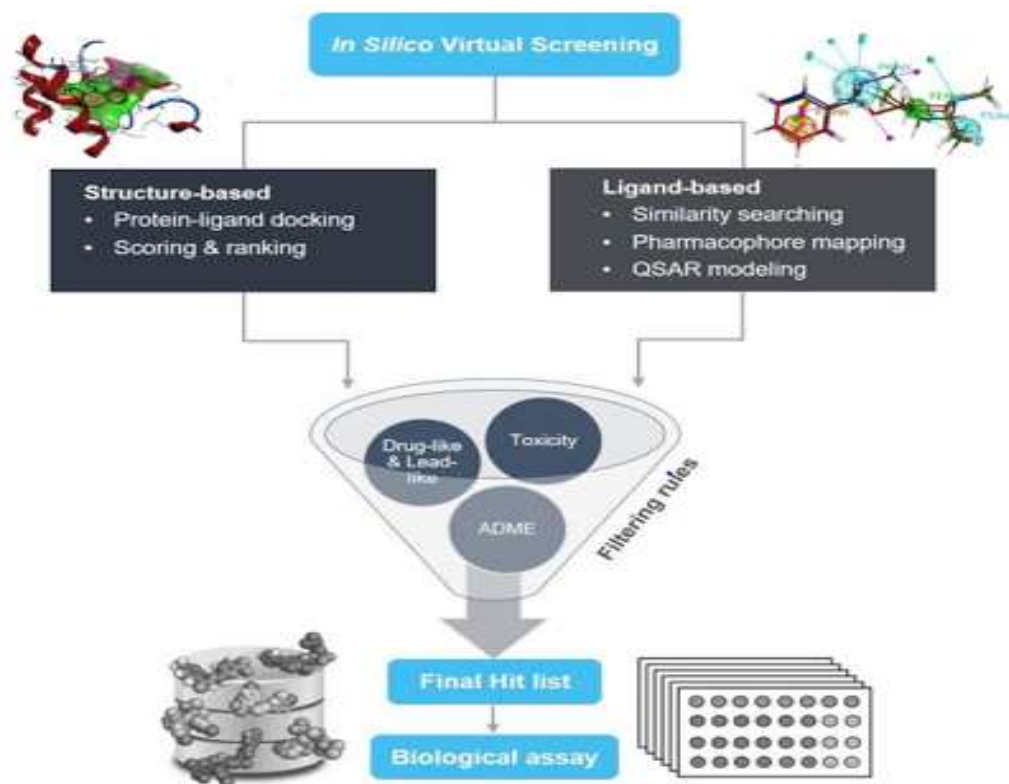 In Silico Virtual Screening
Structure-based
• Protein-ligand docking
• Scoring & ranking
Ligand-based
• Similarity searching
• Pharmacophore mapping
• QSAR modeling
Drug-like
& Lead-
like
Toxicity
ADME
Filtering rules
Final Hit list
Biological assay